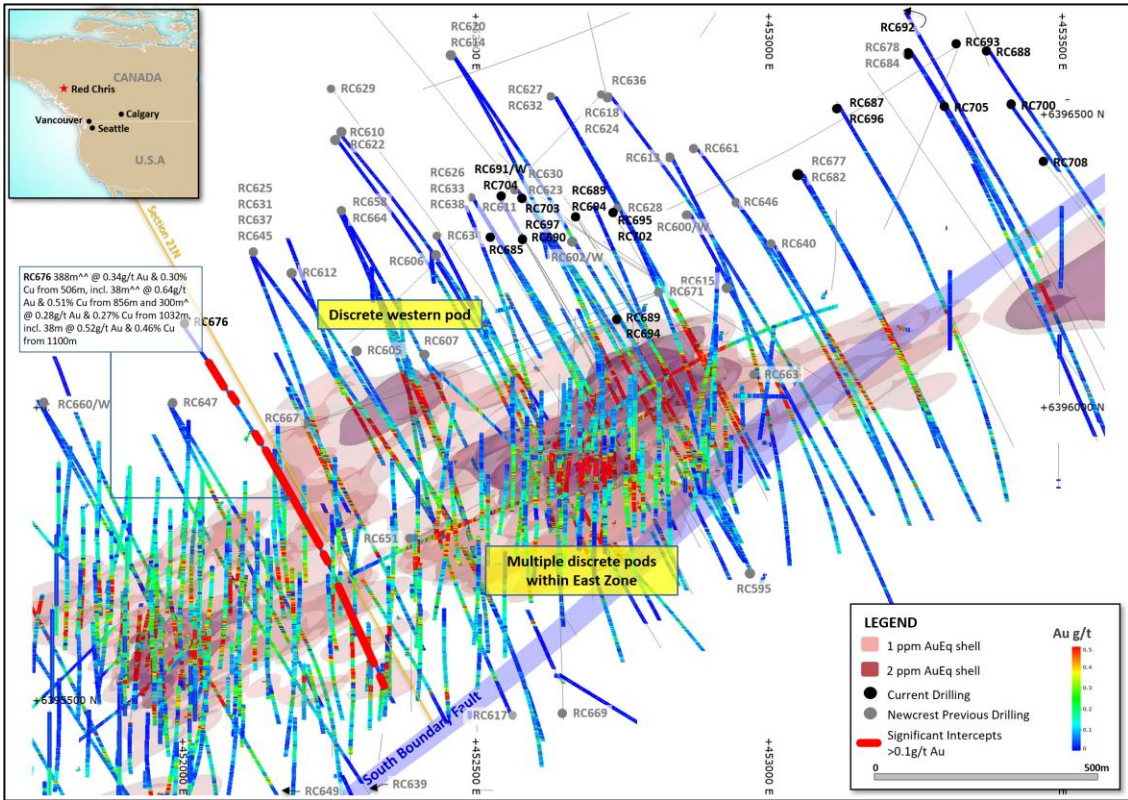 CANADA
Red Chris
Calgary
Vancouver
Seattle
U.S.A
Section 21N
RC676 388m^^ @ 0.34g/t Au & 0.30%
Cu from 506m, incl. 38m^^ @ 0.64g/t
Au & 0.51% Cu from 856m and 300m^
@ 0.28g/t Au & 0.27% Cu from 1032m,
incl. 38m @ 0.52g/t Au & 0.46% Cu
from 1100m
RC676
RC620
RC614
RC629
RC610
RC622
RC627
RC632
RC636
RC618
RC624
RC613
RC661
RC687
RC696
RC692
RC678
RC684
RC693
RC688
RC705
RC700
RC708
+6396500 N
RC677
RC682
RC646
RC640
RC625
RC631
RC637
RC645
RC658
RC664
RC612
RC626
RC633
RC638
RC691/W
RC704
RC611
RC630
RC623
RC703
RC697
RC690
RC685
RC689
RC694
RC628
RC695
RC702
RC600/W
RC602/W
RC606
RC615
RC671
RC689
RC694
Discrete western pod
RC605
RC607
RC663
RC660/W
RC647
RC667
+6396000 N
RC651
Multiple discrete pods
within East Zone
RC595
RC617
RC669
+6395500 N
South Boundary Fault
RC649
RC639
+452000 E
+452500 E
+453000 E
+453000 E
+453500 E
LEGEND
1 ppm AuEq shell
2 ppm AuEq shell
Current Drilling
Newcrest Previous Drilling
Significant Intercepts
>0.1g/t Au
Au g/t
0.5
0.4
0.3
0.2
0.1
0
0
500m